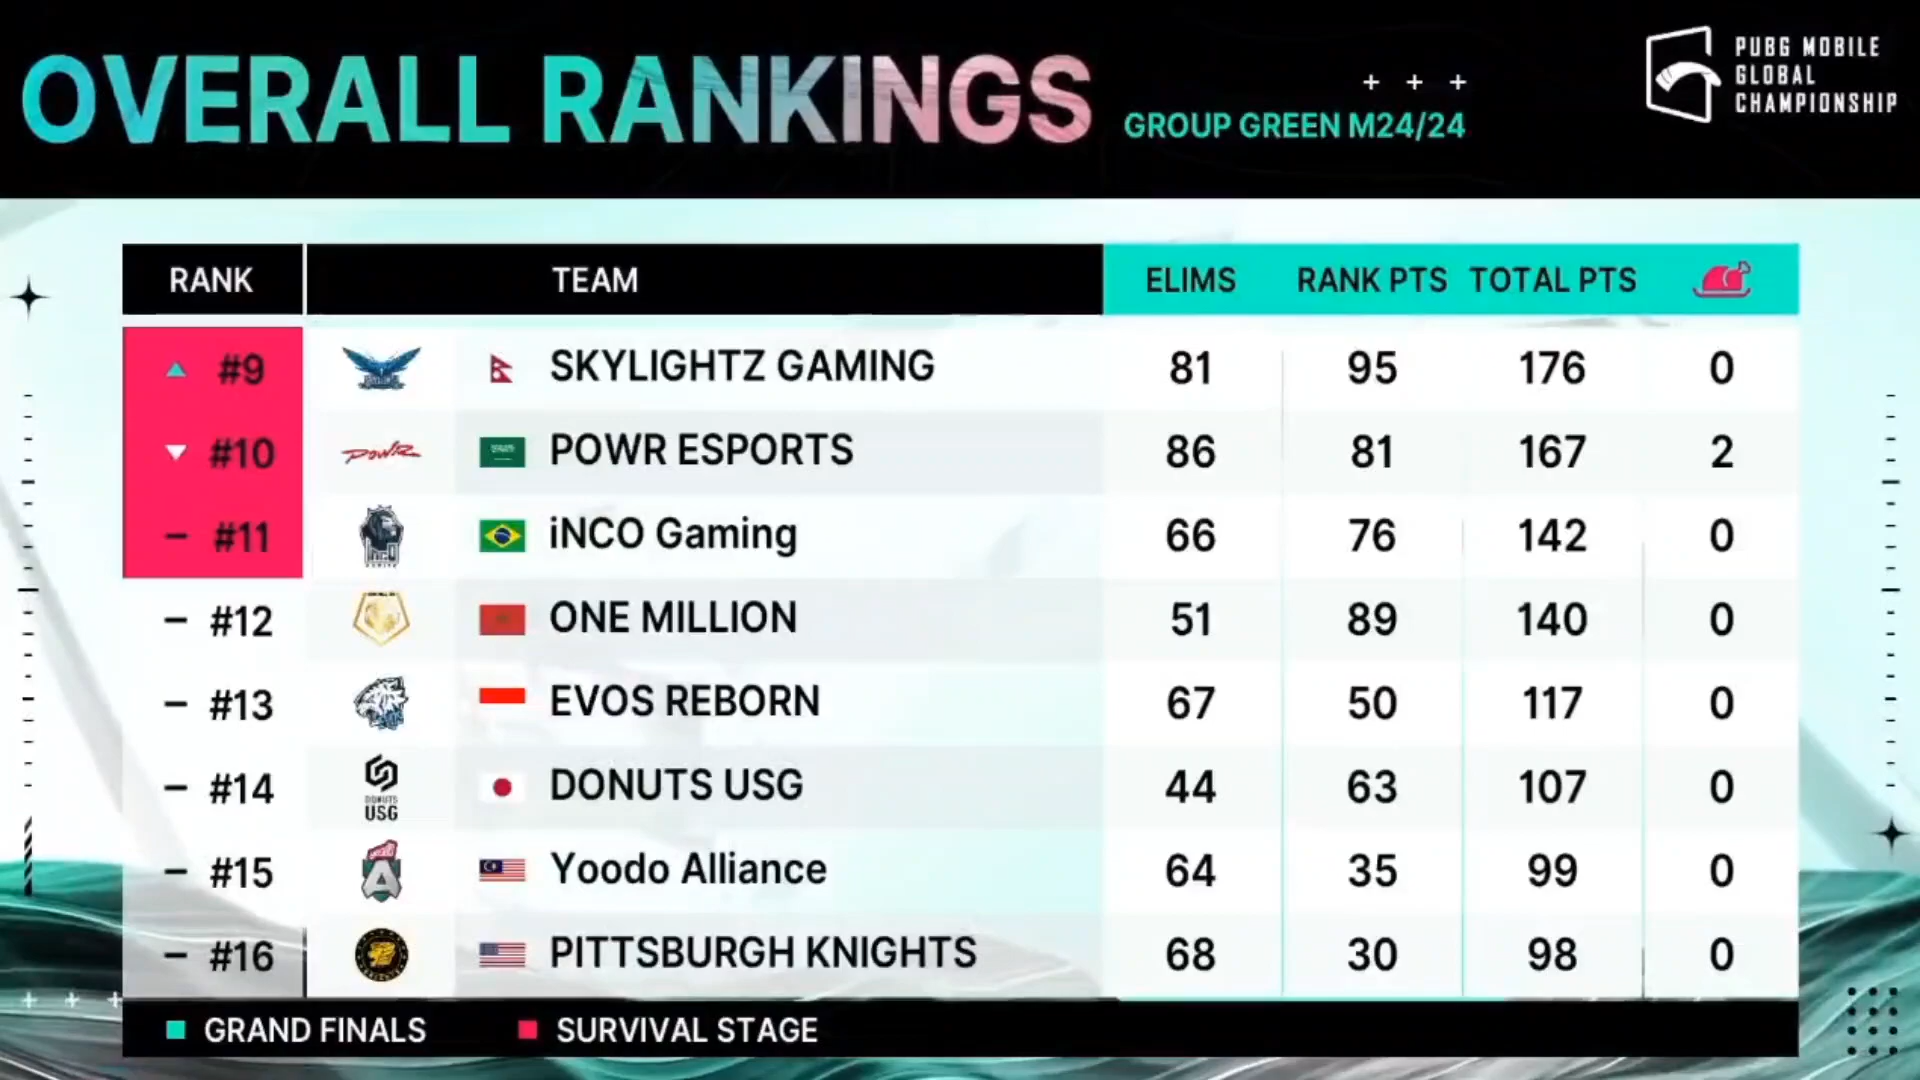 OVERALL RANKINGS
GROUP GREEN M24/24
PUBG MOBILE
GLOBAL
CHAMPIONSHIP
RANK TEAM ELIMS RANK PTS TOTAL PTS
#9 SKYLIGHTZ GAMING 81 95 176 0
#10 POWR POWR ESPORTS 86 81 167 2
#11 INCO iNCO Gaming 66 76 142 0
#12 ONE MILLION 51 89 140 0
#13 EVOS REBORN 67 50 117 0
#14 DONUTS USG DONUTS USG 44 63 107 0
#15 A Yoodo Alliance 64 35 99 0
#16 PITTSBURGH KNIGHTS 68 30 98 0
GRAND FINALS SURVIVAL STAGE